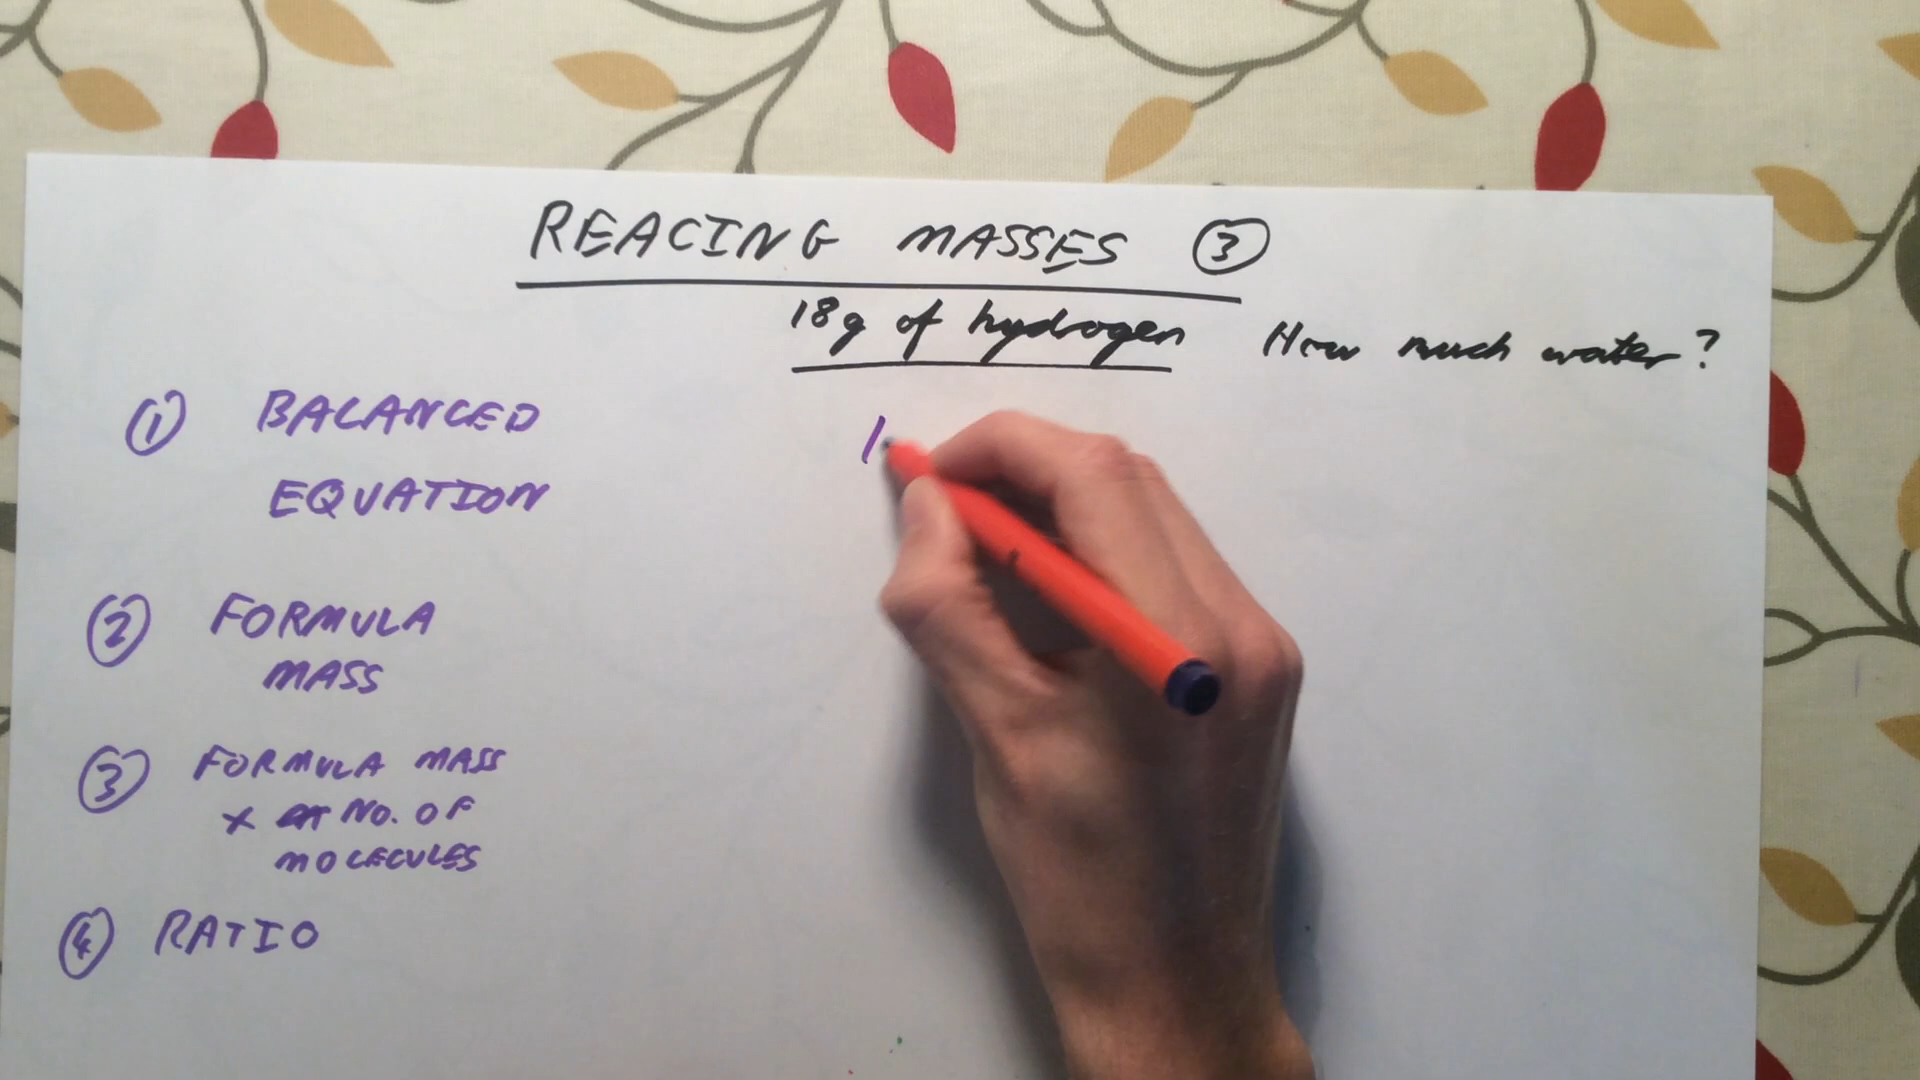 REACING MASSES ③
18g of hydrogen How much water?
① BALANCED
EQUATION
② FORMULA
MASS
③ FORMULA MASS
x NO. OF
MOLECULES
④ RATIO